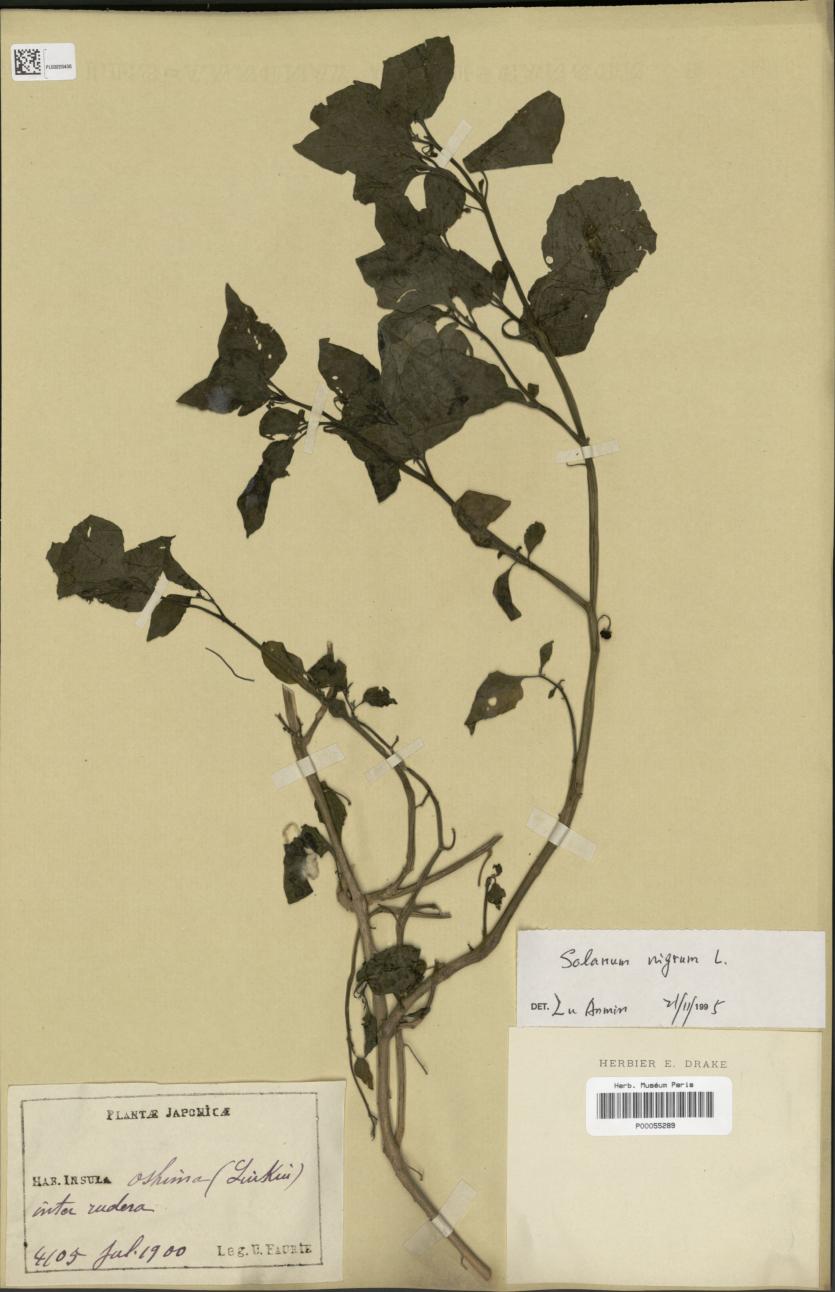 Solanum nigrum L.
DET. Lu Anmin 21/11/1995
HERBIER E. DRAKE
Herb. Muséum Paris
P00055289
PLANTÆ JAPONICÆ
HAB. INSULA Oshima (Liukiu)
inter rudera
4105 Jul. 1900 Leg. U. FAURIE